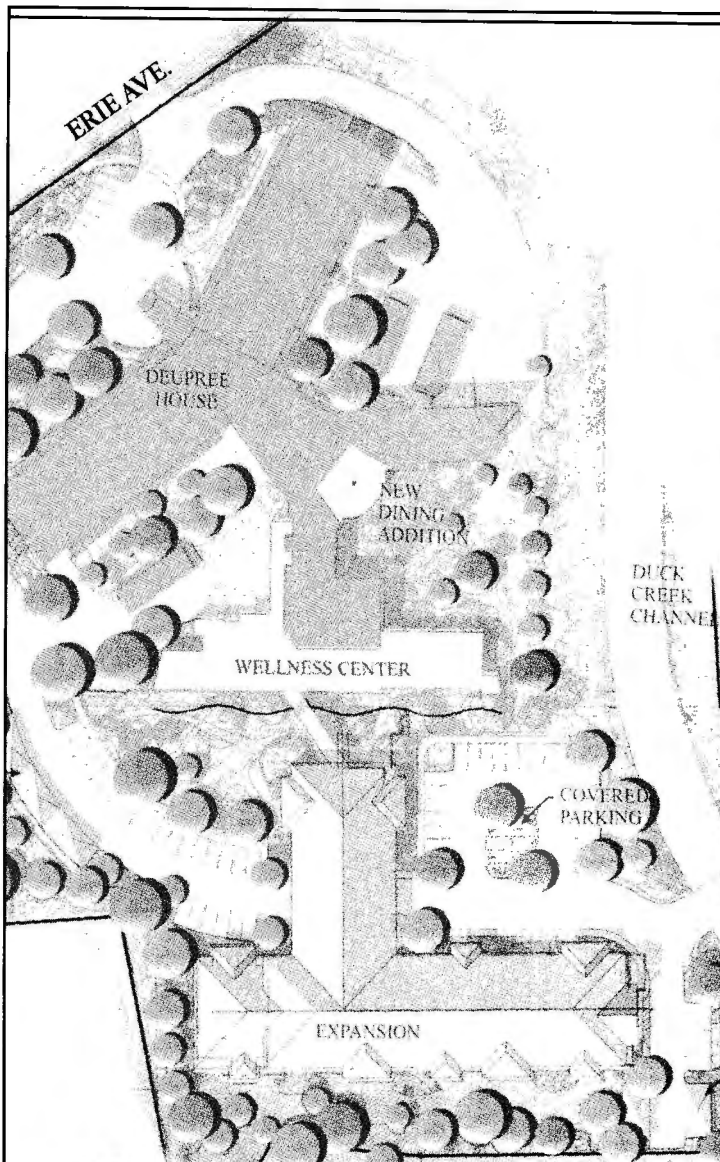 ERIE AVE.
DEUPREE
HOUSE
NEW
DINING
ADDITION
DUCK
CREEK
CHANNEL
WELLNESS CENTER
COVERED
PARKING
EXPANSION